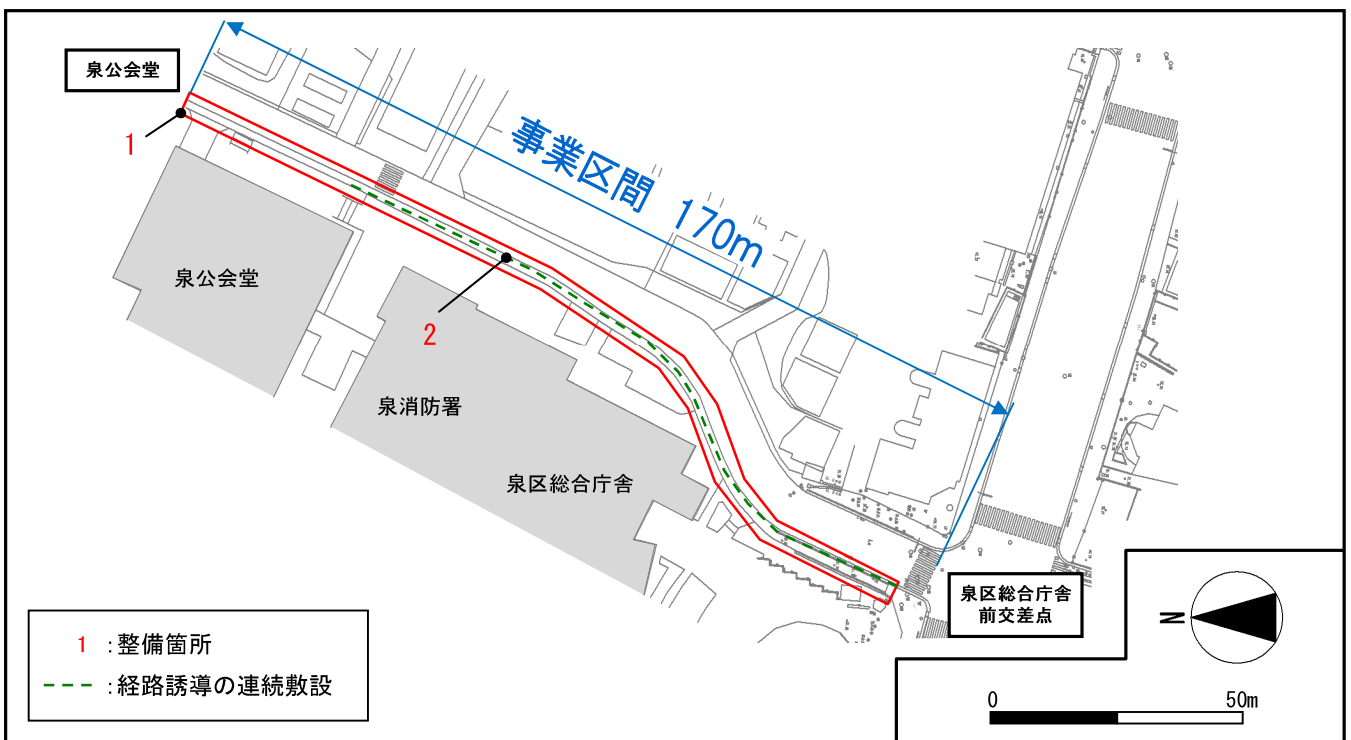 泉公会堂
1
事業区間 170m
泉公会堂
2
泉消防署
泉区総合庁舎
泉区総合庁舎
前交差点
1 :整備箇所
:経路誘導の連続敷設
N
0 50m